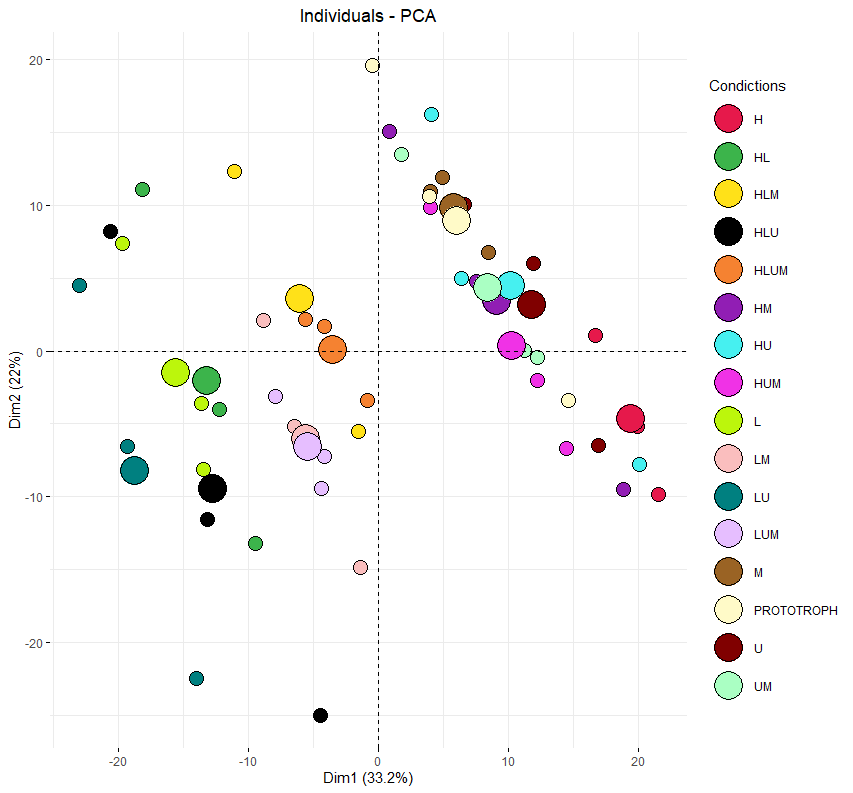 Individuals - PCA
20
10
0
-10
-20
Dim2 (22%)
-20
-10
0
10
20
Dim1 (33.2%)
Condictions
H
HL
HLM
HLU
HLUM
HM
HU
HUM
L
LM
LU
LUM
M
PROTOTROPH
U
UM